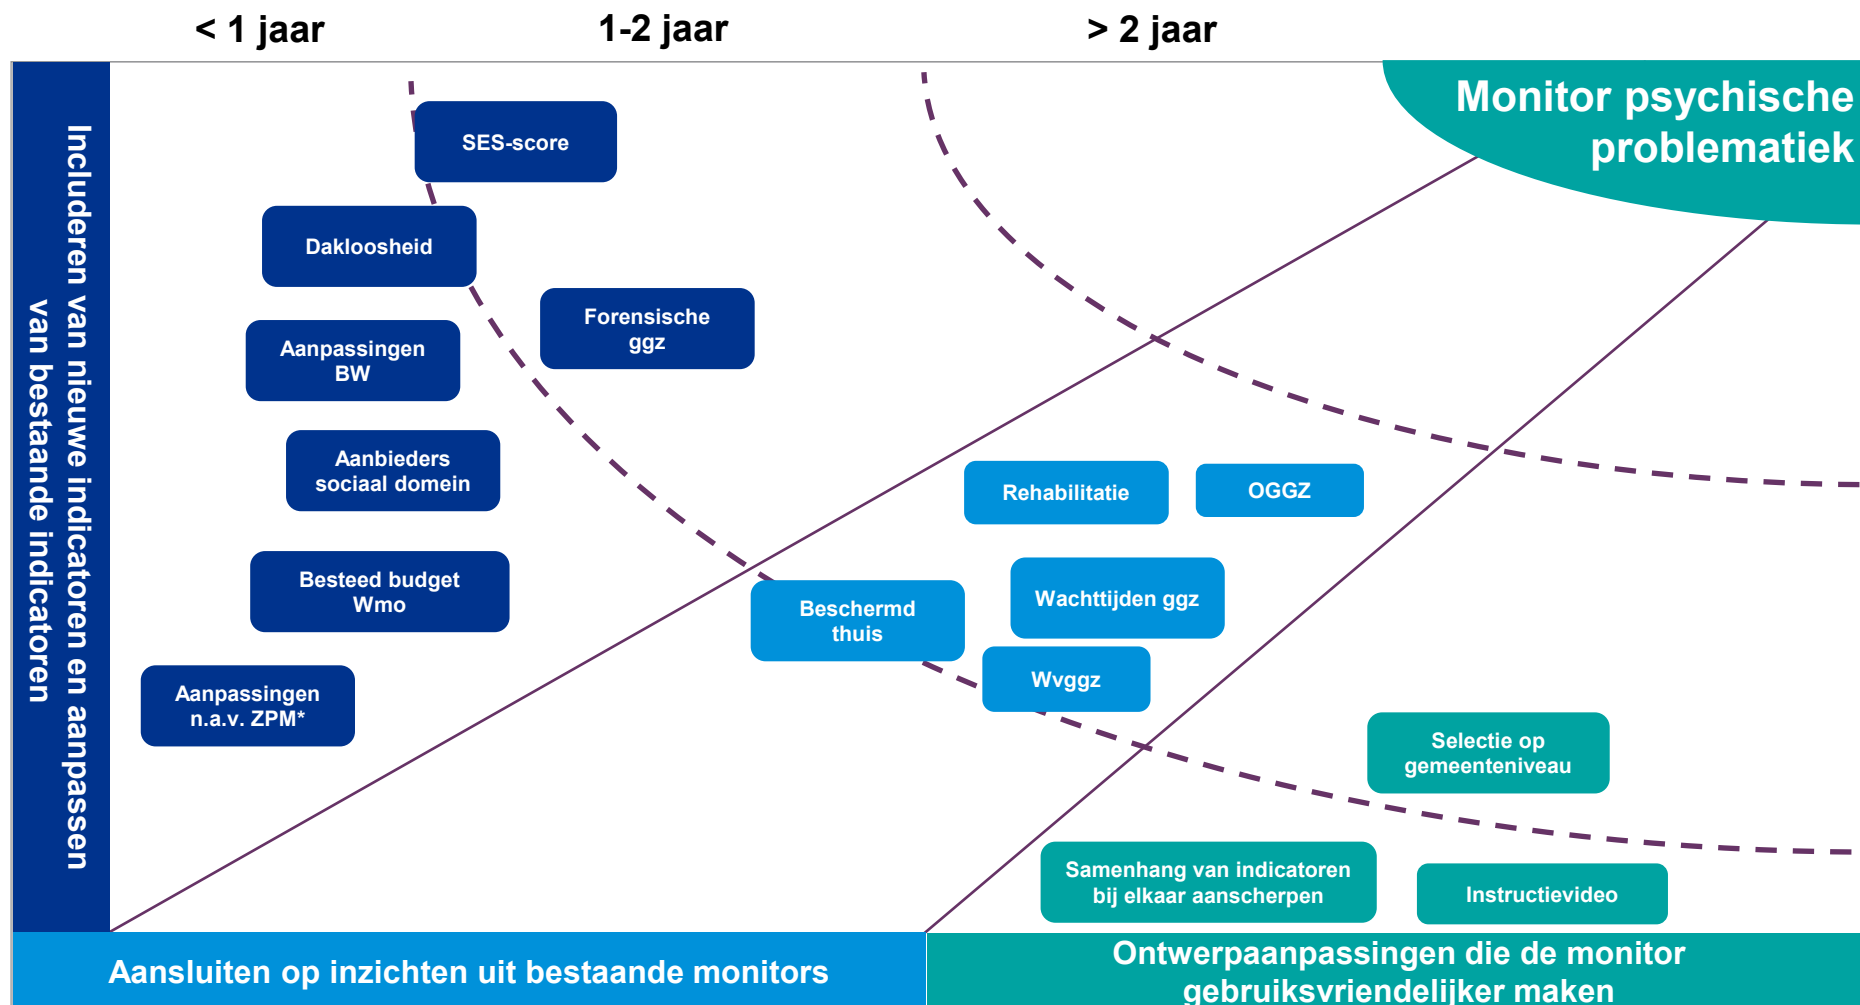 < 1 jaar
1-2 jaar
> 2 jaar
Monitor psychische
problematiek
Includeren van nieuwe indicatoren en aanpassen
van bestaande indicatoren
SES-score
Dakloosheid
Forensische
ggz
Aanpassingen
BW
Aanbieders
sociaal domein
Rehabilitatie
OGGZ
Besteed budget
Wmo
Beschermd
thuis
Wachttijden ggz
Wvggz
Aanpassingen
n.a.v. ZPM*
Selectie op
gemeenteniveau
Samenhang van indicatoren
bij elkaar aanscherpen
Instructievideo
Aansluiten op inzichten uit bestaande monitors
Ontwerpaanpassingen die de monitor
gebruiksvriendelijker maken